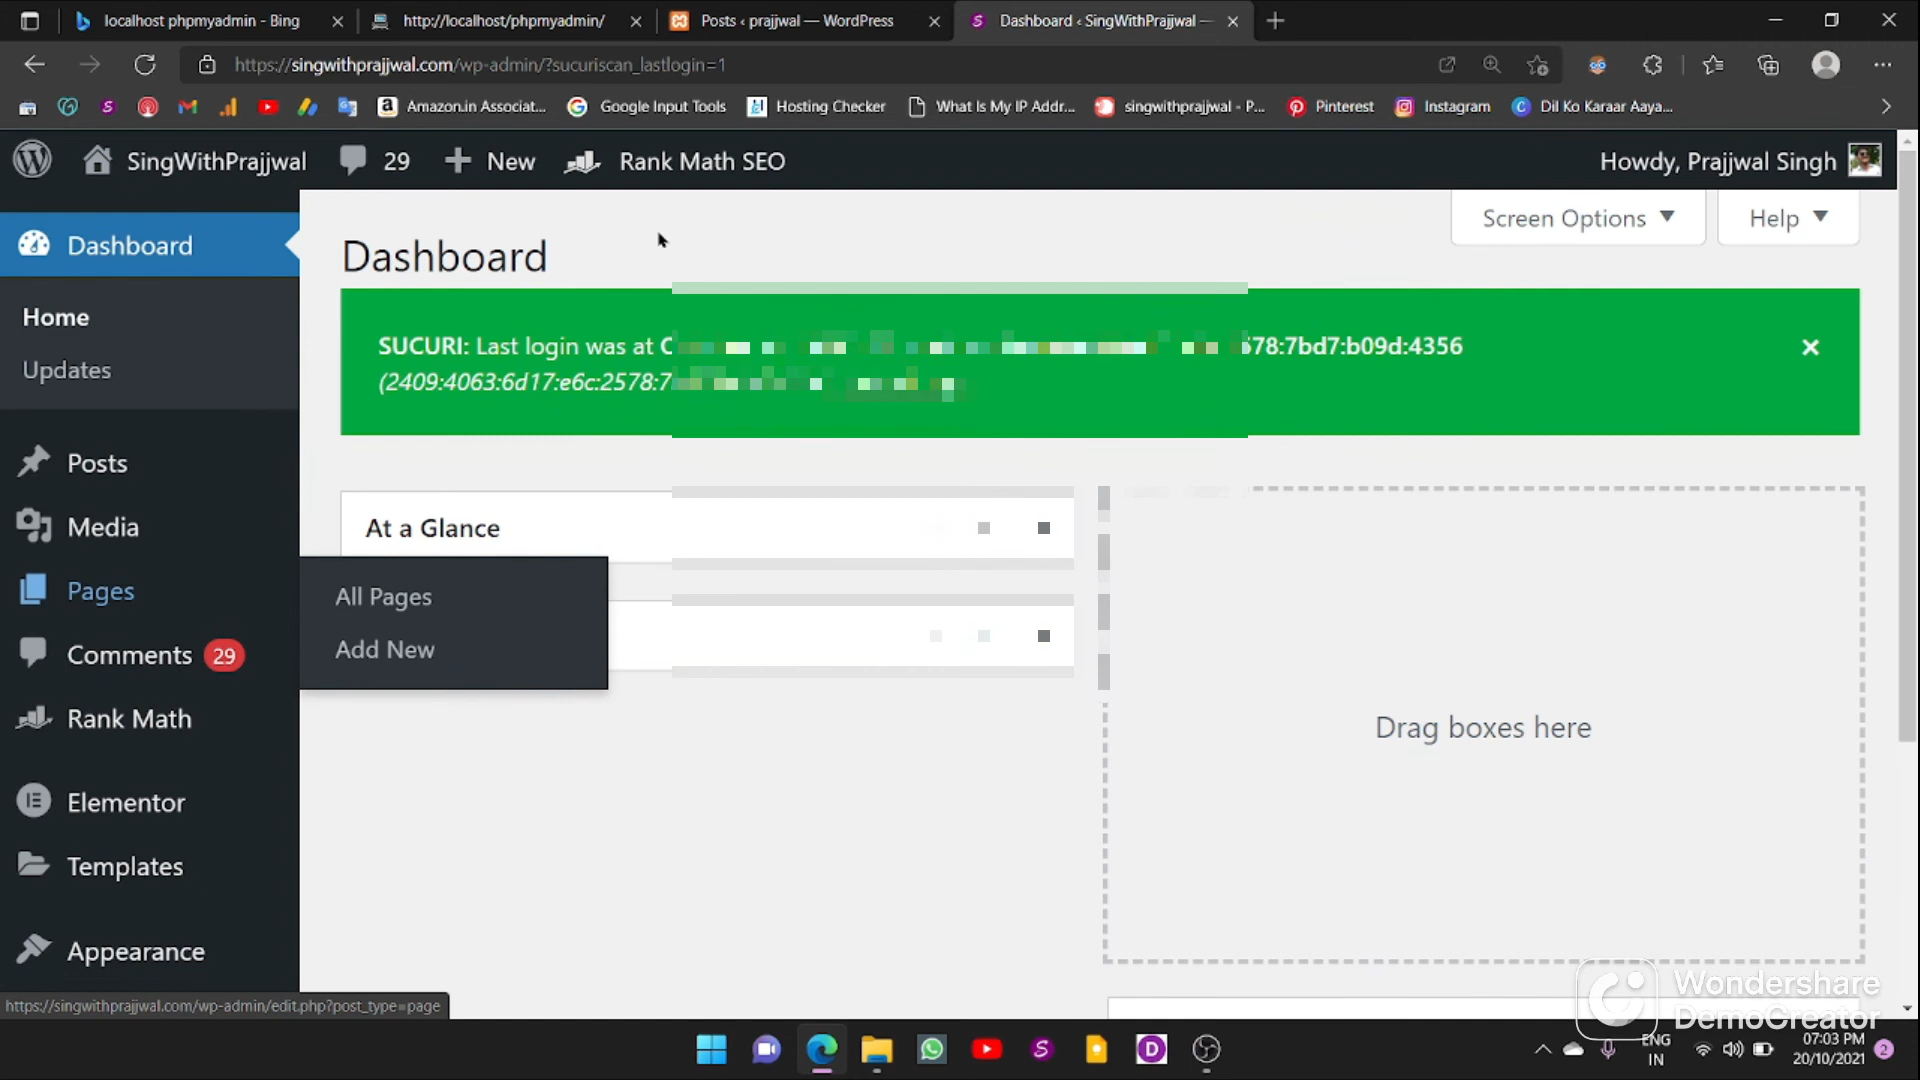 localhost phpmyadmin - Bing
http://localhost/phpmyadmin/
Posts ‹ prajjwal — WordPress
Dashboard ‹ SingWithPrajjwal —
https://singwithprajjwal.com/wp-admin/?sucuriscan_lastlogin=1
Amazon.in Associat...
Google Input Tools
Hosting Checker
What Is My IP Addr...
singwithprajjwal - P...
Pinterest
Instagram
Dil Ko Karaar Aaya...
SingWithPrajjwal
29
New
Rank Math SEO
Howdy, Prajjwal Singh
Screen Options
Help
Dashboard
Home
Updates
Posts
Media
Pages
Comments 29
Rank Math
Elementor
Templates
Appearance
Dashboard
SUCURI: Last login was at
578:7bd7:b09d:4356
(2409:4063:6d17:e6c:2578:7
At a Glance
All Pages
Add New
Drag boxes here
https://singwithprajjwal.com/wp-admin/edit.php?post_type=page
Wondershare
DemoCreator
ENG
IN
07:03 PM
20/10/2021
2